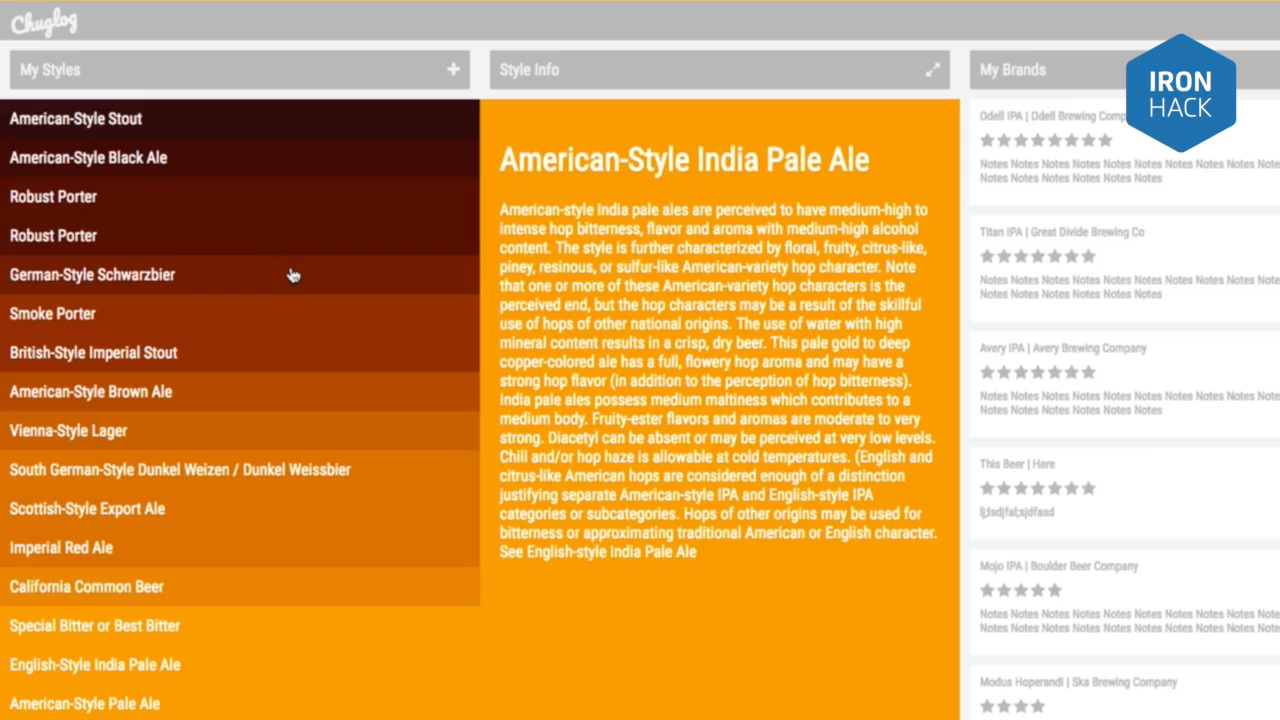 Chuglog
My Styles
+
Style Info
My Brands
IRON
HACK
American-Style Stout
American-Style Black Ale
Robust Porter
Robust Porter
German-Style Schwarzbier
Smoke Porter
British-Style Imperial Stout
American-Style Brown Ale
Vienna-Style Lager
South German-Style Dunkel Weizen / Dunkel Weissbier
Scottish-Style Export Ale
Imperial Red Ale
California Common Beer
Special Bitter or Best Bitter
English-Style India Pale Ale
American-Style Pale Ale
American-Style India Pale Ale
American-style India pale ales are perceived to have medium-high to
intense hop bitterness, flavor and aroma with medium-high alcohol
content. The style is further characterized by floral, fruity, citrus-like,
piney, resinous, or sulfur-like American-variety hop character. Note
that one or more of these American-variety hop characters is the
perceived end, but the hop characters may be a result of the skillful
use of hops of other national origins. The use of water with high
mineral content results in a crisp, dry beer. This pale gold to deep
copper-colored ale has a full, flowery hop aroma and may have a
strong hop flavor (in addition to the perception of hop bitterness).
India pale ales possess medium maltiness which contributes to a
medium body. Fruity-ester flavors and aromas are moderate to very
strong. Diacetyl can be absent or may be perceived at very low levels.
Chill and/or hop haze is allowable at cold temperatures. (English and
citrus-like American hops are considered enough of a distinction
justifying separate American-style IPA and English-style IPA
categories or subcategories. Hops of other origins may be used for
bitterness or approximating traditional American or English character.
See English-style India Pale Ale
Odell IPA | Odell Brewing
Notes Notes Notes Notes Notes Notes Notes Notes Notes Notes
Notes Notes Notes Notes Notes Notes
Titan IPA | Great Divide Brewing Co
Notes Notes Notes Notes Notes Notes Notes Notes Notes Notes
Notes Notes Notes Notes Notes Notes
Avery IPA | Avery Brewing Company
Notes Notes Notes Notes Notes Notes Notes Notes Notes Notes
Notes Notes Notes Notes Notes Notes
This Beer | Here
Mojo IPA | Boulder Beer Company
Notes Notes Notes Notes Notes Notes Notes Notes Notes Notes
Notes Notes Notes Notes Notes Notes
Modus Hoperandi | Ska Brewing Company